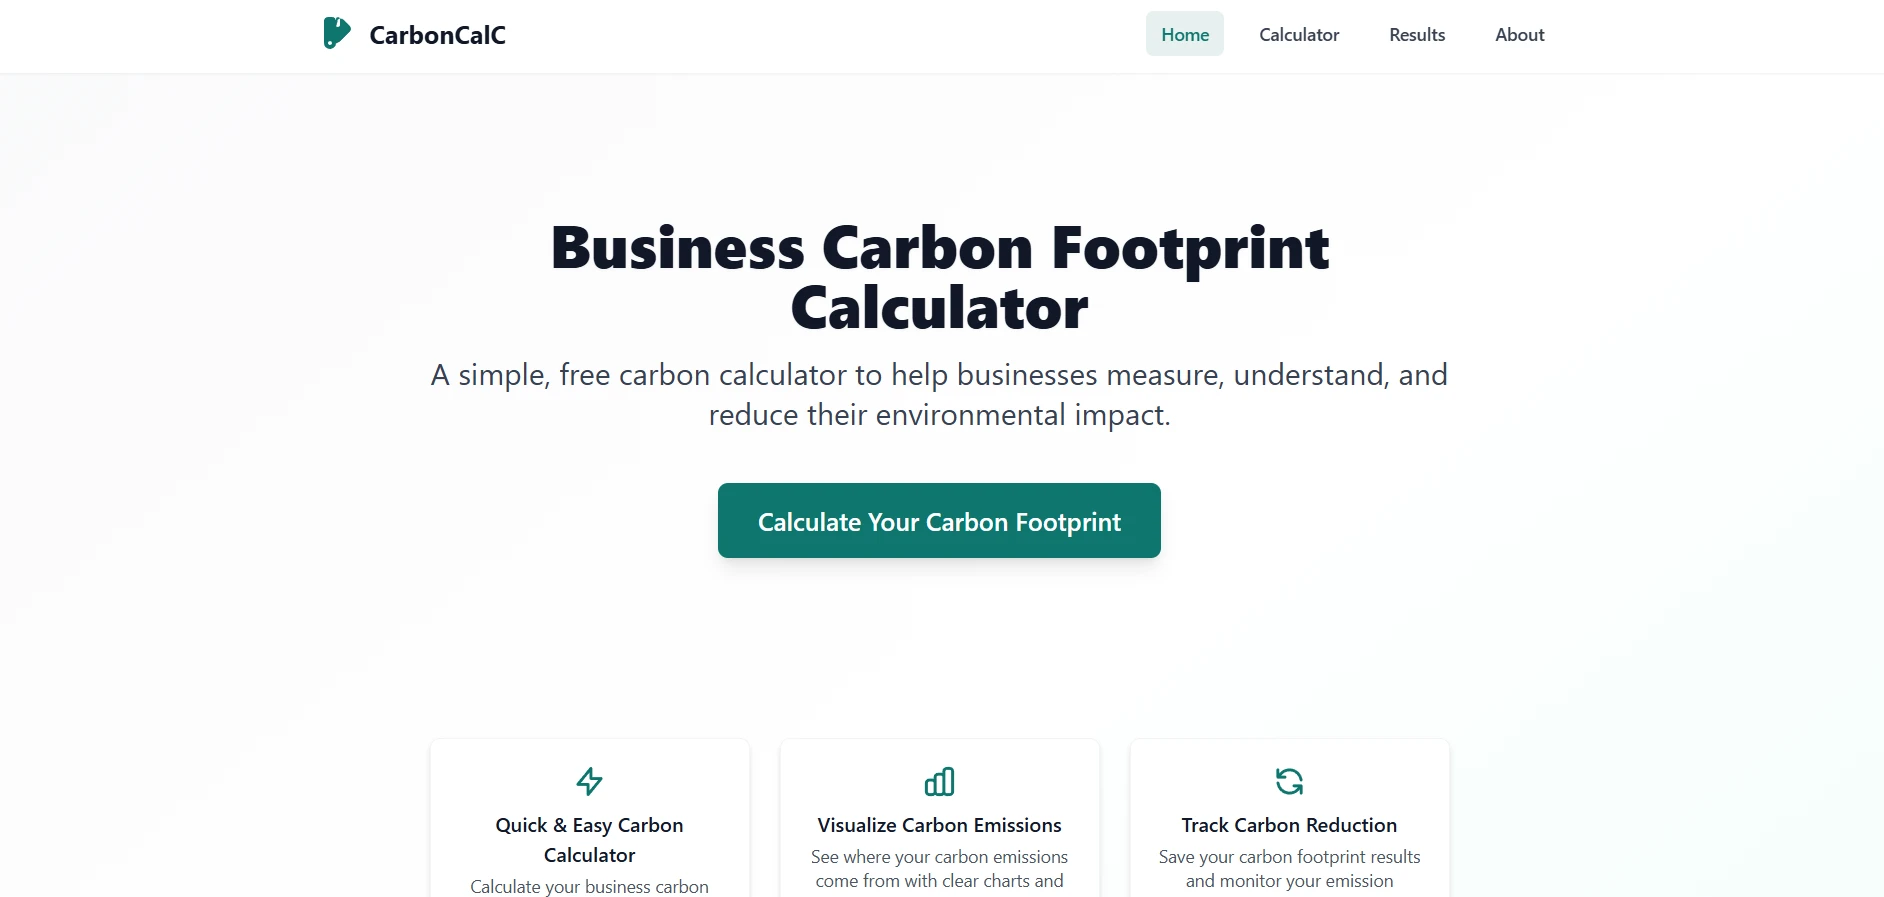 CarbonCalC
Home
Calculator
Results
About
Business Carbon Footprint
Calculator
A simple, free carbon calculator to help businesses measure, understand, and
reduce their environmental impact.
Calculate Your Carbon Footprint
Quick & Easy Carbon
Calculator
Calculate your business carbon
Visualize Carbon Emissions
See where your carbon emissions
come from with clear charts and
Track Carbon Reduction
Save your carbon footprint results
and monitor your emission